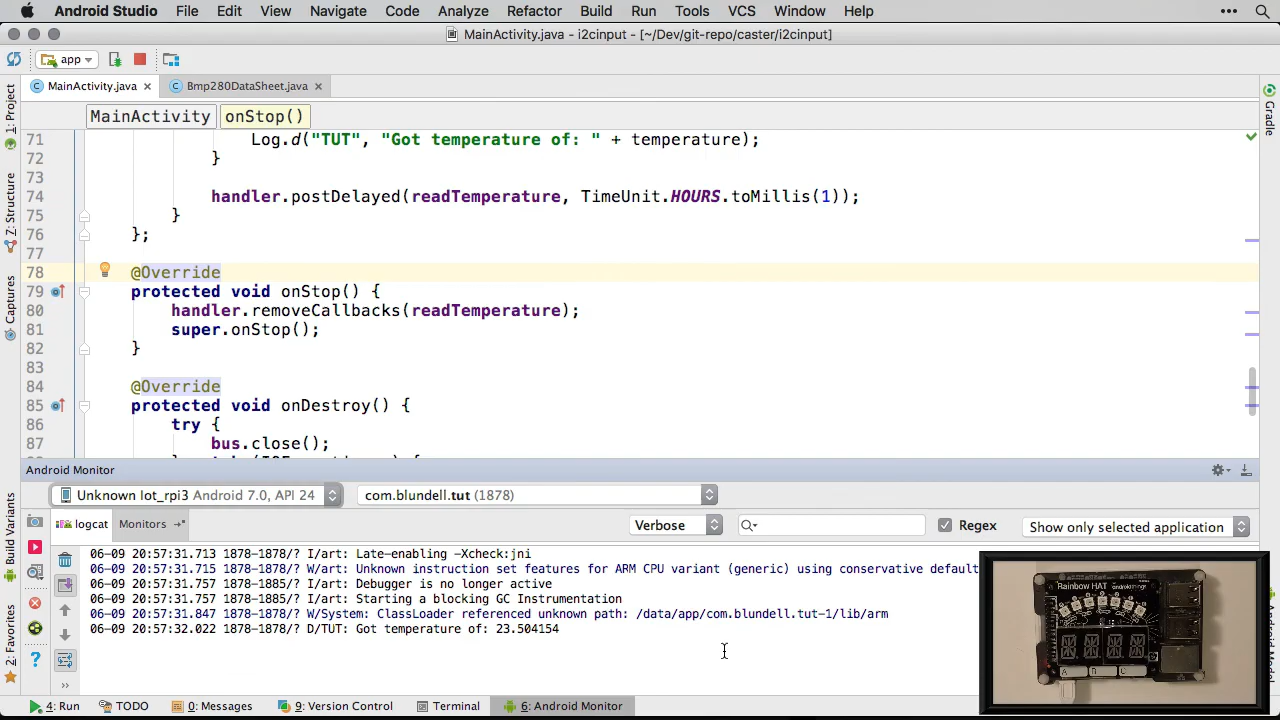 Android Studio File Edit View Navigate Code Analyze Refactor Build Run Tools VCS Window Help
MainActivity.java - i2cinput - [~/Dev/git-repo/caster/i2cinput]
app
MainActivity.java Bmp280DataSheet.java
MainActivity onStop()
71 Log.d("TUT", "Got temperature of: " + temperature);
72 }
73
74 handler.postDelayed(readTemperature, TimeUnit.HOURS.toMillis(1));
75 }
76 };
77
78 @Override
79 protected void onStop() {
80 handler.removeCallbacks(readTemperature);
81 super.onStop();
82 }
83
84 @Override
85 protected void onDestroy() {
86 try {
87 bus.close();
1: Project
Z: Structure
Captures
Build Variants
2: Favorites
Gradle
Android Monitor
Unknown Iot_rpi3 Android 7.0, API 24 com.blundell.tut (1878)
logcat Monitors Verbose Regex Show only selected application
06-09 20:57:31.713 1878-1878/? I/art: Late-enabling -Xcheck:jni
06-09 20:57:31.715 1878-1878/? W/art: Unknown instruction set features for ARM CPU variant (generic) using conservative default
06-09 20:57:31.757 1878-1885/? I/art: Debugger is no longer active
06-09 20:57:31.757 1878-1878/? I/art: Starting a blocking GC Instrumentation
06-09 20:57:31.847 1878-1878/? W/System: ClassLoader referenced unknown path: /data/app/com.blundell.tut-1/lib/arm
06-09 20:57:32.022 1878-1878/? D/TUT: Got temperature of: 23.504154
Rainbow HAT androidthings
A B C
4: Run TODO 0: Messages 9: Version Control Terminal 6: Android Monitor